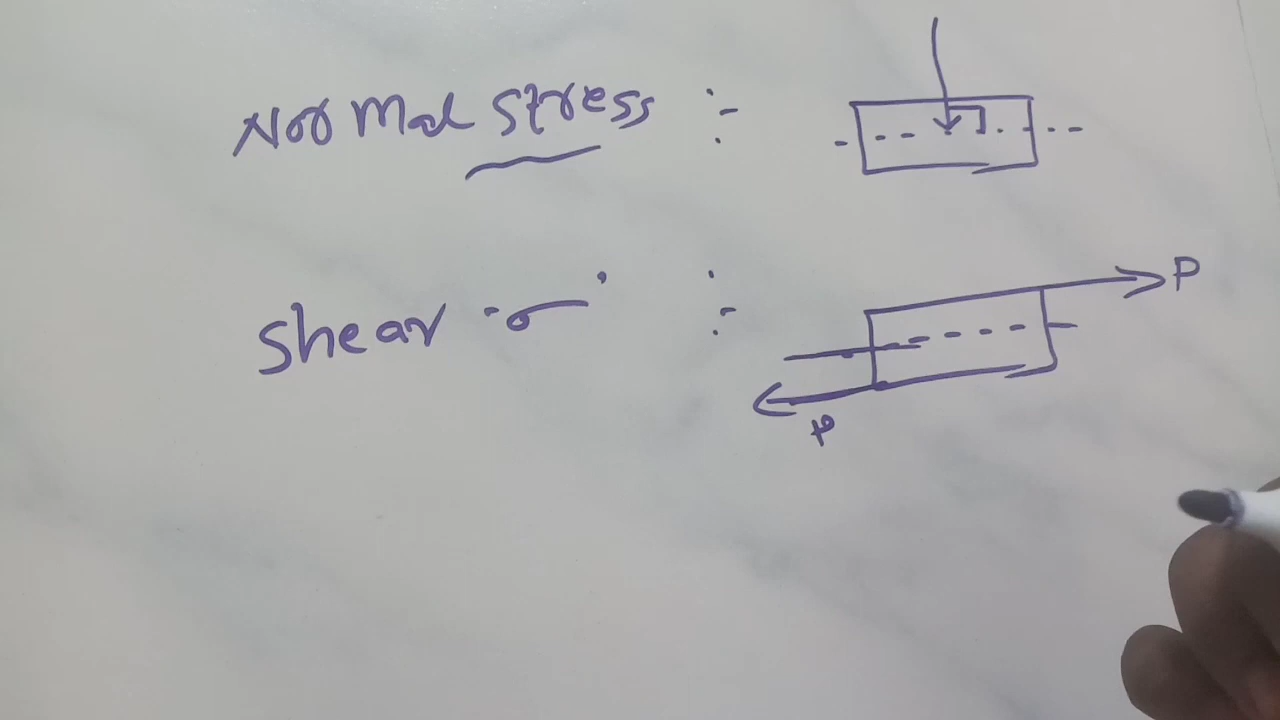 Normal stress :-
Shear -〃- :- P
P